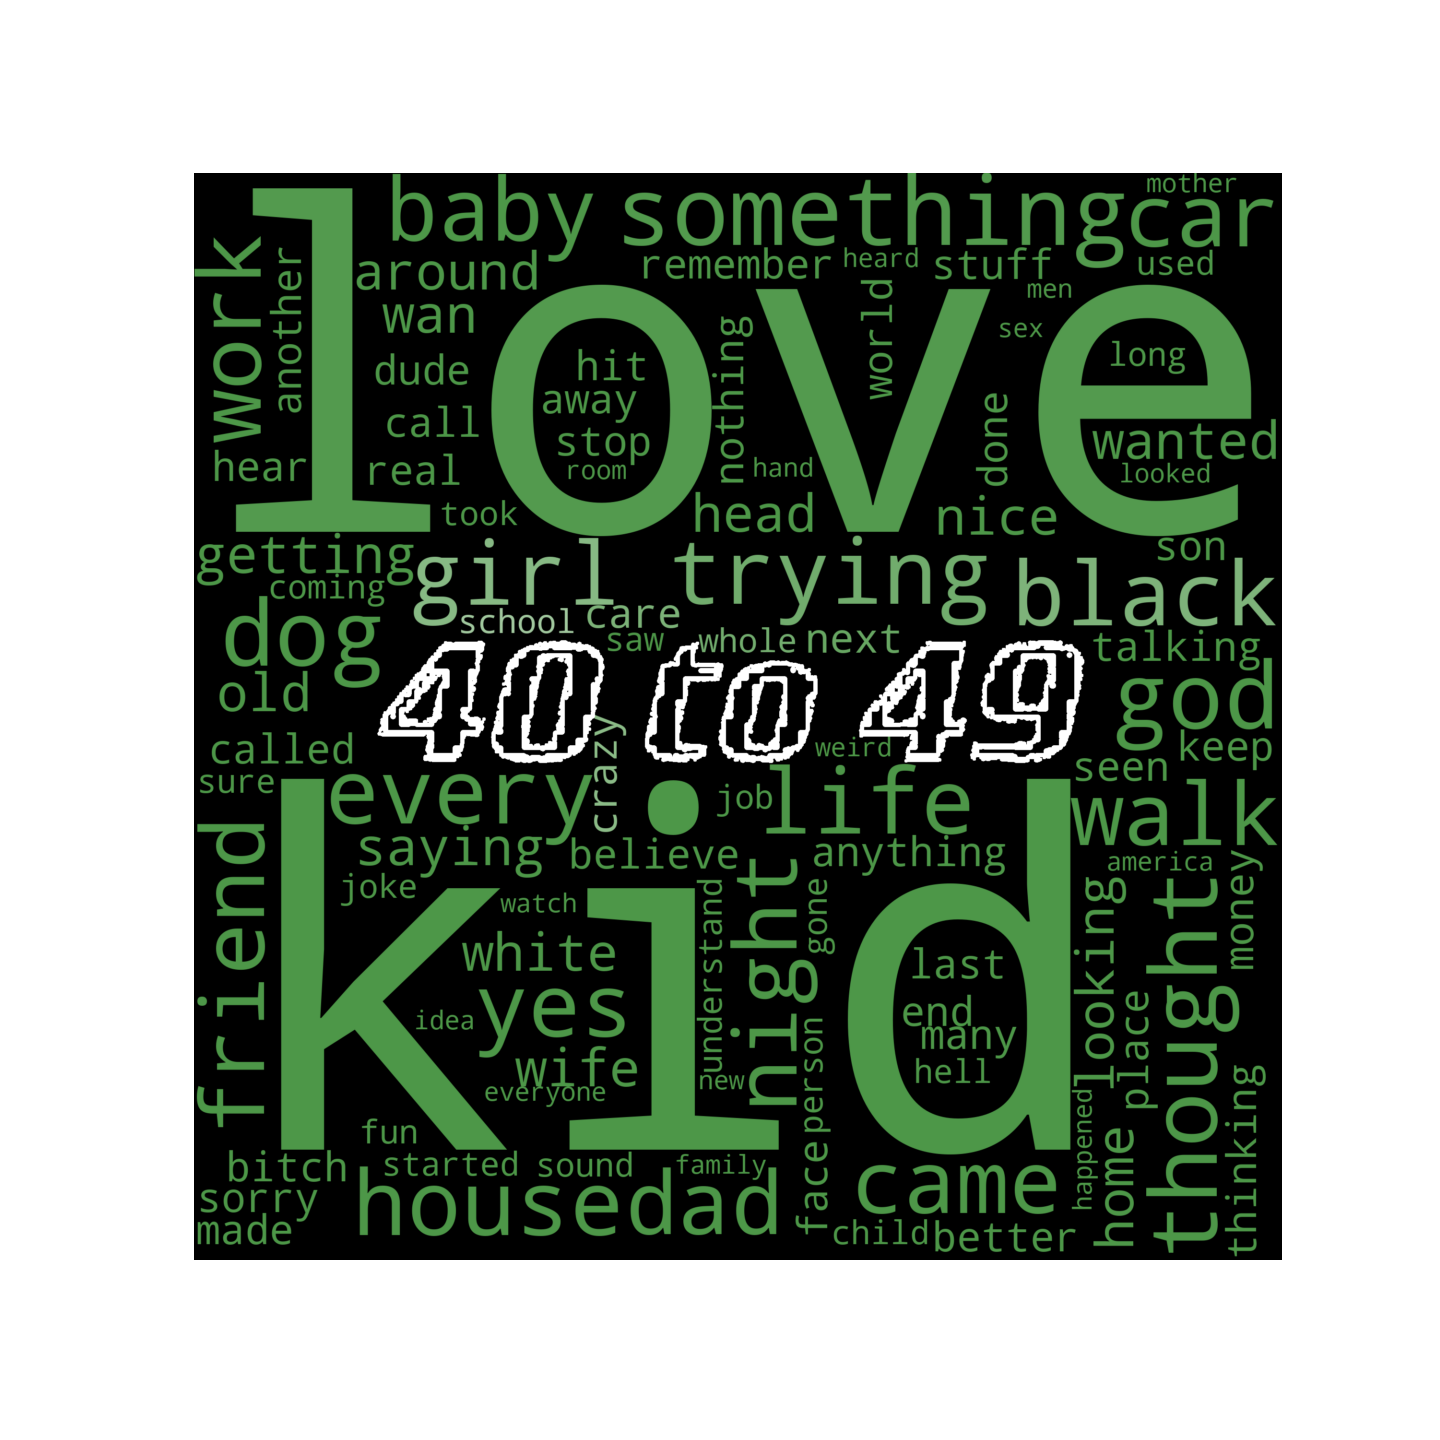 mother
baby something car
around remember heard stuff used
work another wan men
love
dude hit nothing world sex long
away
call stop done wanted
hear real room hand looked
took head nice
getting girl trying son
coming black
dog school care saw whole next talking
40 to 49
old god
called crazy weird keep
sure every job life seen walk
friend saying believe anything america
kid
joke watch understand night gone looking thought money
white last
idea yes end
many
wife new person hell place
everyone happened thinking
fun
bitch started sound family face home
sorry house dad came
made child better